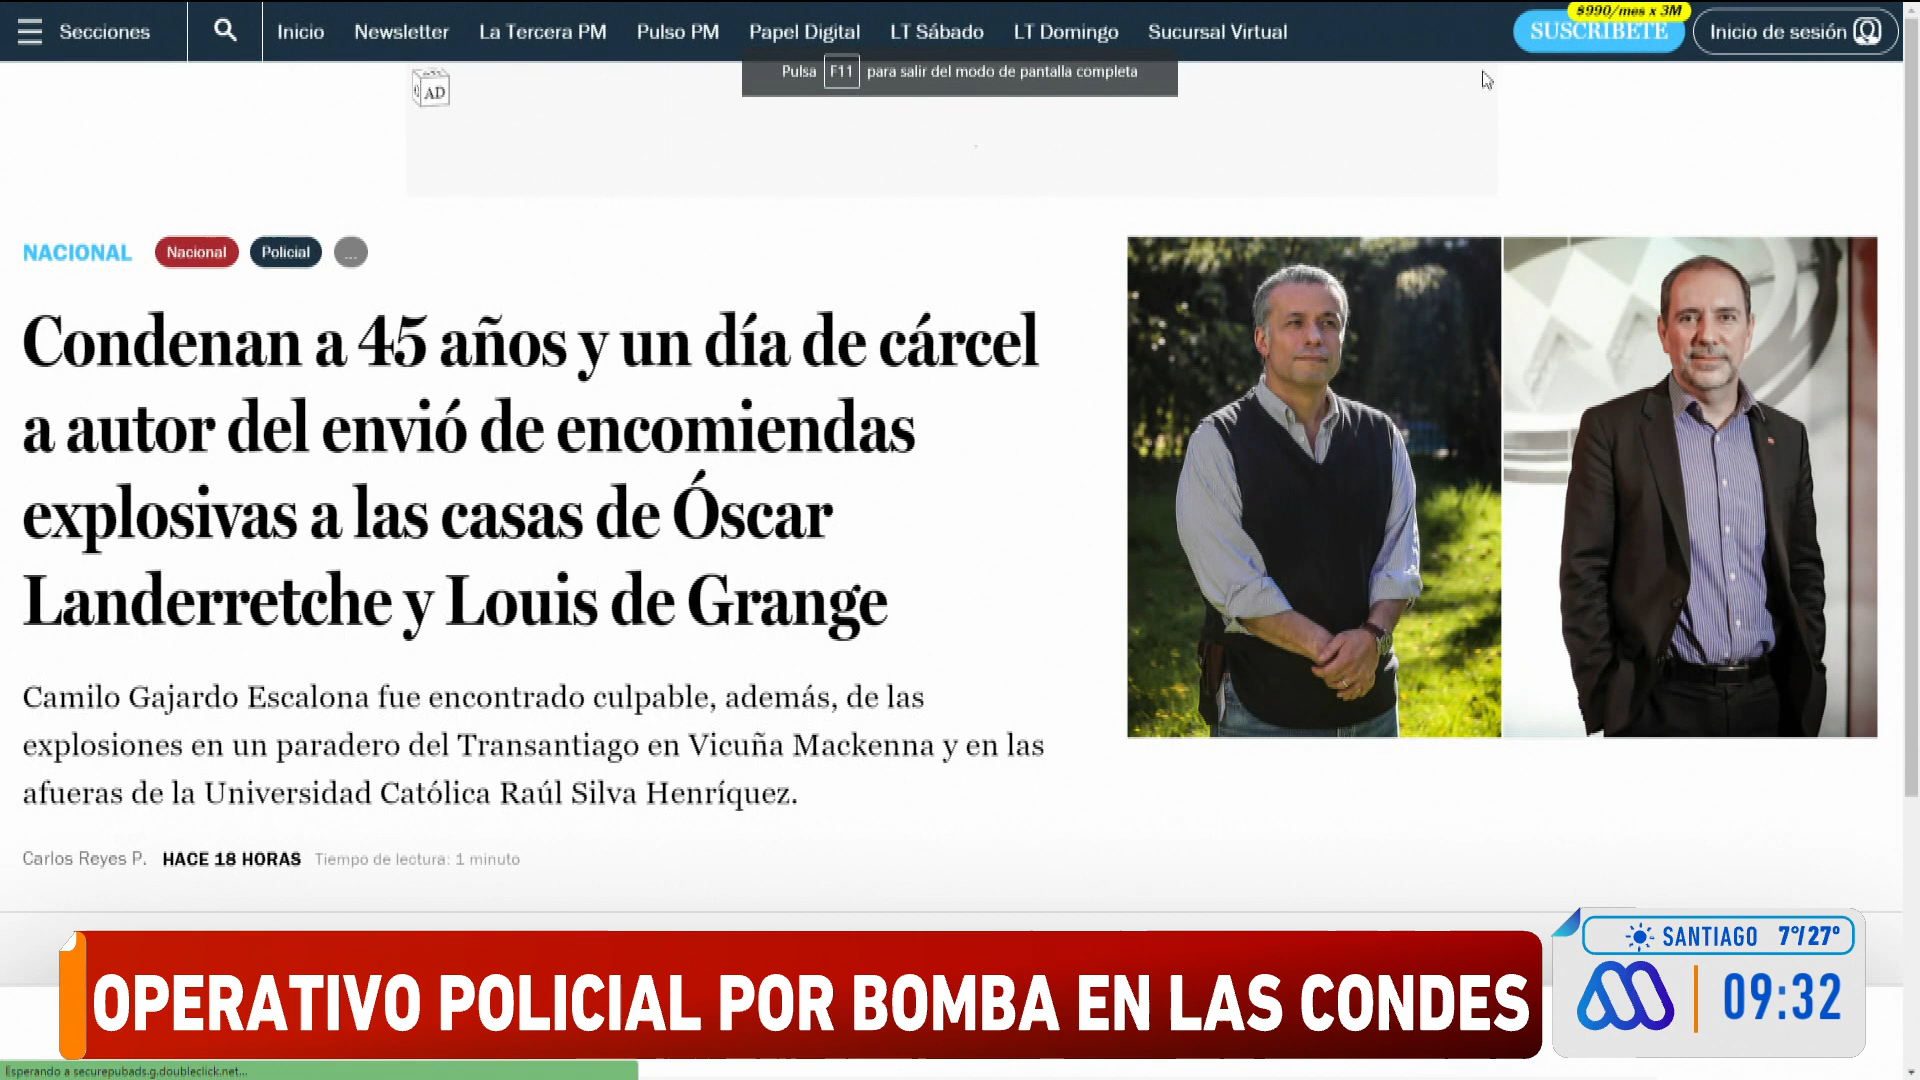 Secciones
Inicio
Newsletter
La Tercera PM
Pulso PM
Papel Digital
LT Sábado
LT Domingo
Sucursal Virtual
$990/mes x 3M
SUSCRÍBETE
Inicio de sesión
Pulsa F11 para salir del modo de pantalla completa
AD
NACIONAL
Nacional
Policial
...
Condenan a 45 años y un día de cárcel
a autor del envió de encomiendas
explosivas a las casas de Óscar
Landerretche y Louis de Grange
Camilo Gajardo Escalona fue encontrado culpable, además, de las
explosiones en un paradero del Transantiago en Vicuña Mackenna y en las
afueras de la Universidad Católica Raúl Silva Henríquez.
Carlos Reyes P. HACE 18 HORAS Tiempo de lectura: 1 minuto
SANTIAGO 7°/27°
OPERATIVO POLICIAL POR BOMBA EN LAS CONDES
09:32
Esperando a securepubads.g.doubleclick.net...